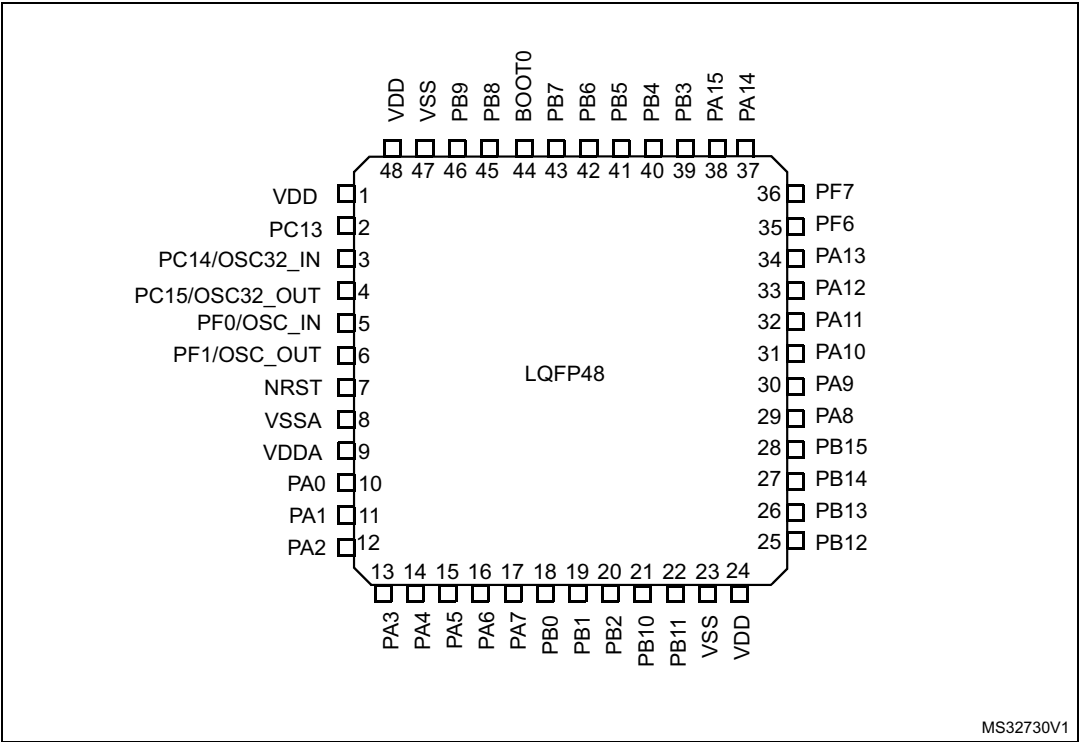 VDD VSS PB9 PB8 BOOT0 PB7 PB6 PB5 PB4 PB3 PA15 PA14
48 47 46 45 44 43 42 41 40 39 38 37
VDD 1
PC13 2
PC14/OSC32_IN 3
PC15/OSC32_OUT 4
PF0/OSC_IN 5
PF1/OSC_OUT 6
NRST 7
VSSA 8
VDDA 9
PA0 10
PA1 11
PA2 12
LQFP48
36 PF7
35 PF6
34 PA13
33 PA12
32 PA11
31 PA10
30 PA9
29 PA8
28 PB15
27 PB14
26 PB13
25 PB12
13 14 15 16 17 18 19 20 21 22 23 24
PA3 PA4 PA5 PA6 PA7 PB0 PB1 PB2 PB10 PB11 VSS VDD
MS32730V1